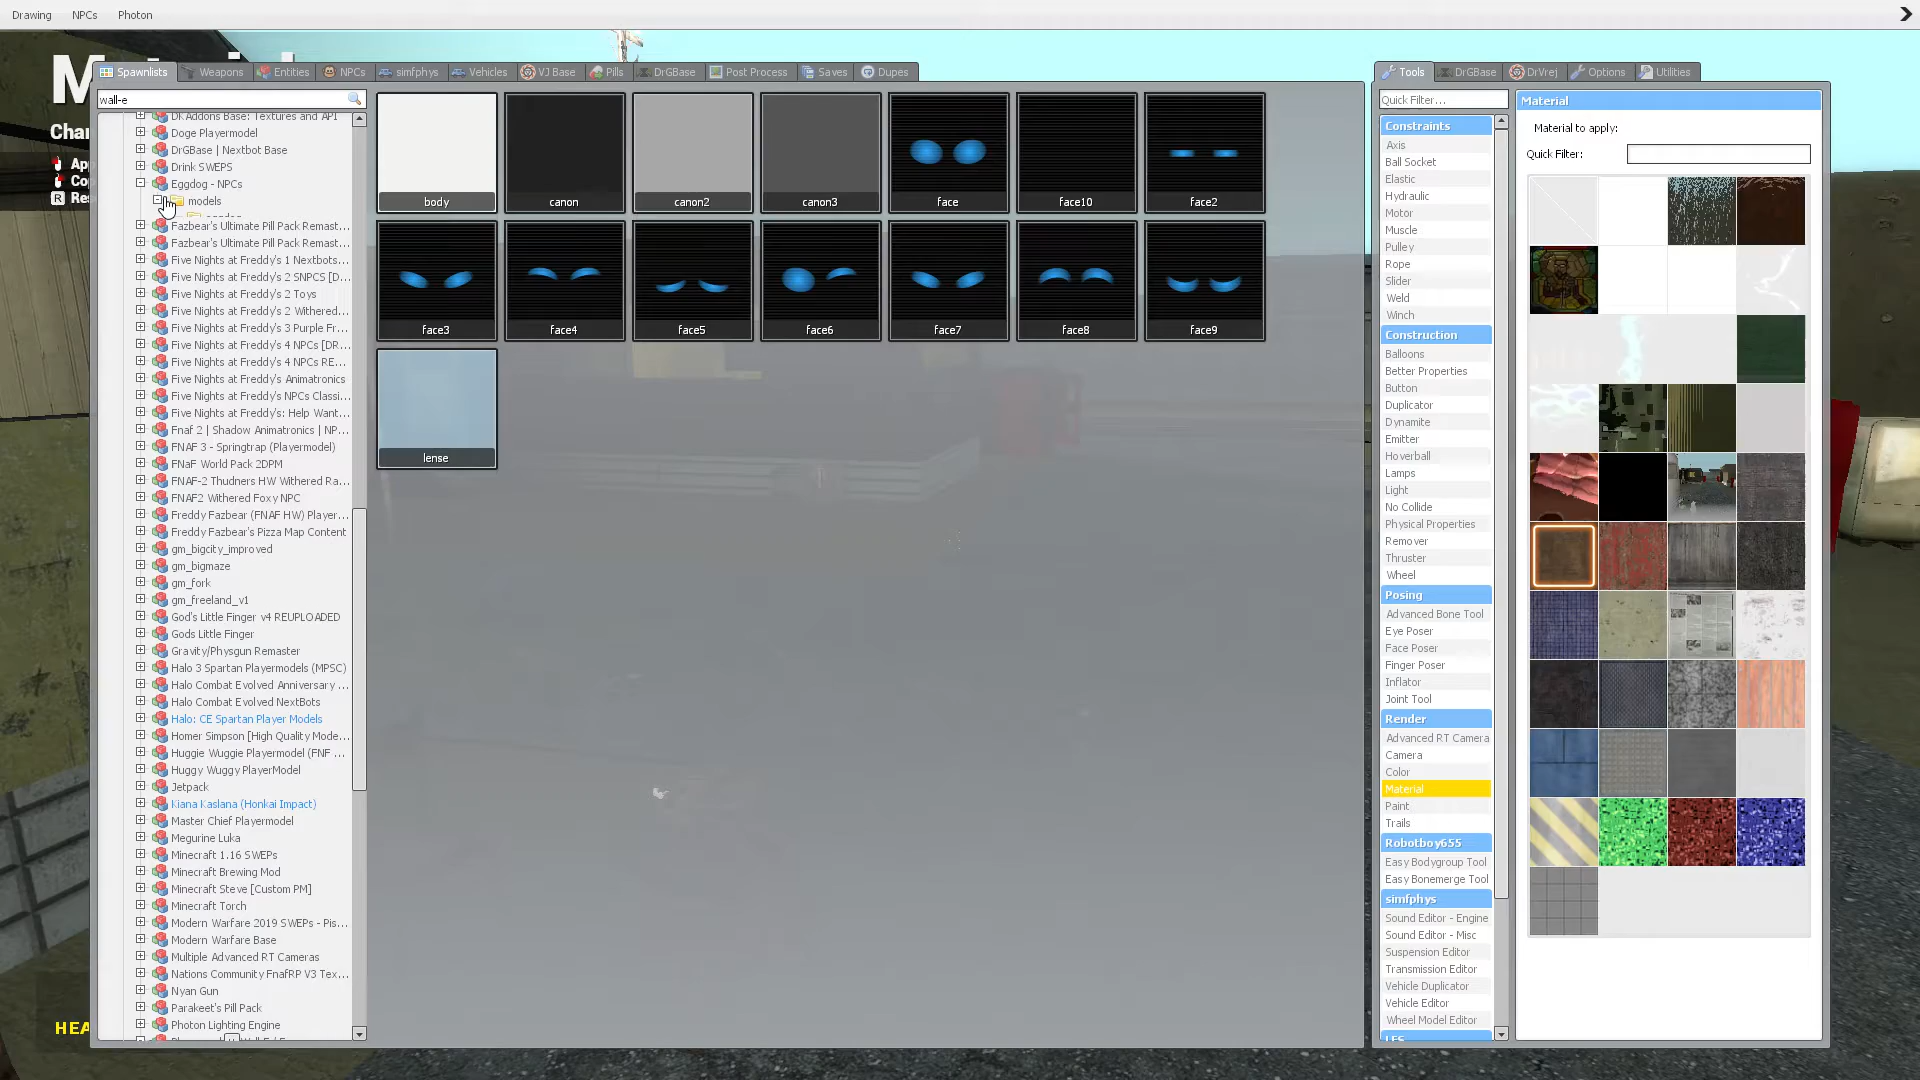 Drawing NPCs Photon
Spawnlists Weapons Entities NPCs simfphys Vehicles VJ Base Pills DrGBase Post Process Saves Dupes
wall-e
DKAddons Base: Textures and API
Doge Playermodel
DrGBase | Nextbot Base
Drink SWEPS
Eggdog - NPCs
models
Fazbear's Ultimate Pill Pack Remast...
Fazbear's Ultimate Pill Pack Remast...
Five Nights at Freddy's 1 Nextbots...
Five Nights at Freddy's 2 SNPCS [D...
Five Nights at Freddy's 2 Toys
Five Nights at Freddy's 2 Withered...
Five Nights at Freddy's 3 Purple Fr...
Five Nights at Freddy's 4 NPCs [DR...
Five Nights at Freddy's 4 NPCs RE...
Five Nights at Freddy's Animatronics
Five Nights at Freddy's NPCs Classi...
Five Nights at Freddy's: Help Want...
Fnaf 2 | Shadow Animatronics | NP...
FNAF 3 - Springtrap (Playermodel)
FNaF World Pack 2DPM
FNAF-2 Thudners HW Withered Ra...
FNAF2 Withered Foxy NPC
Freddy Fazbear (FNAF HW) Player...
Freddy Fazbear's Pizza Map Content
gm_bigcity_improved
gm_bigmaze
gm_fork
gm_freeland_v1
God's Little Finger v4 REUPLOADED
Gods Little Finger
Gravity/Physgun Remaster
Halo 3 Spartan Playermodels (MPSC)
Halo Combat Evolved Anniversary ...
Halo Combat Evolved NextBots
Halo: CE Spartan Player Models
Homer Simpson [High Quality Mode...
Huggie Wuggie Playermodel (FNF ...
Huggy Wuggy PlayerModel
Jetpack
Kiana Kaslana (Honkai Impact)
Master Chief Playermodel
Megurine Luka
Minecraft 1.16 SWEPs
Minecraft Brewing Mod
Minecraft Steve [Custom PM]
Minecraft Torch
Modern Warfare 2019 SWEPs - Pis...
Modern Warfare Base
Multiple Advanced RT Cameras
Nations Community FnafRP V3 Tex...
Nyan Gun
Parakeet's Pill Pack
Photon Lighting Engine
body canon canon2 canon3 face face10 face2
face3 face4 face5 face6 face7 face8 face9
lense
Tools DrGBase DrVrej Options Utilities
Quick Filter...
Constraints
Axis
Ball Socket
Elastic
Hydraulic
Motor
Muscle
Pulley
Rope
Slider
Weld
Winch
Construction
Balloons
Better Properties
Button
Duplicator
Dynamite
Emitter
Hoverball
Lamps
Light
No Collide
Physical Properties
Remover
Thruster
Wheel
Posing
Advanced Bone Tool
Eye Poser
Face Poser
Finger Poser
Inflator
Joint Tool
Render
Advanced RT Camera
Camera
Color
Material
Paint
Trails
Robotboy655
Easy Bodygroup Tool
Easy Bonemerge Tool
simfphys
Sound Editor - Engine
Sound Editor - Misc
Suspension Editor
Transmission Editor
Vehicle Duplicator
Vehicle Editor
Wheel Model Editor
LFS
Material
Material to apply:
Quick Filter:
R